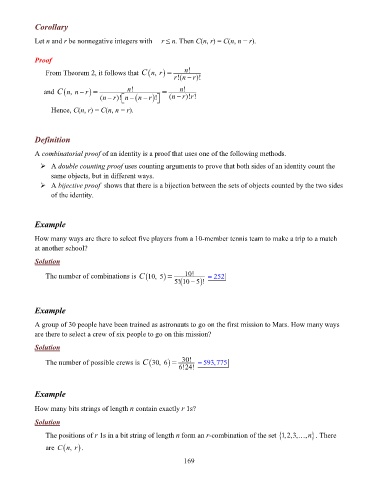 Corollary
Let n and r be nonnegative integers with r ≤ n. Then C(n, r) = C(n, n − r).
Proof
From Theorem 2, it follows that C(n, r) = n! / r!(n − r)!
and C(n, n − r) = n! / (n − r)![n − (n − r)!] = n! / (n − r)!r!
Hence, C(n, r) = C(n, n − r).
Definition
A combinatorial proof of an identity is a proof that uses one of the following methods.
➢ A double counting proof uses counting arguments to prove that both sides of an identity count the
same objects, but in different ways.
➢ A bijective proof shows that there is a bijection between the sets of objects counted by the two sides
of the identity.
Example
How many ways are there to select five players from a 10-member tennis team to make a trip to a match
at another school?
Solution
The number of combinations is C(10, 5) = 10! / 5!(10 − 5)! = 252
Example
A group of 30 people have been trained as astronauts to go on the first mission to Mars. How many ways
are there to select a crew of six people to go on this mission?
Solution
The number of possible crews is C(30, 6) = 30! / 6!24! = 593,775
Example
How many bits strings of length n contain exactly r 1s?
Solution
The positions of r 1s in a bit string of length n form an r-combination of the set {1,2,3,…,n}. There
are C(n, r).
169